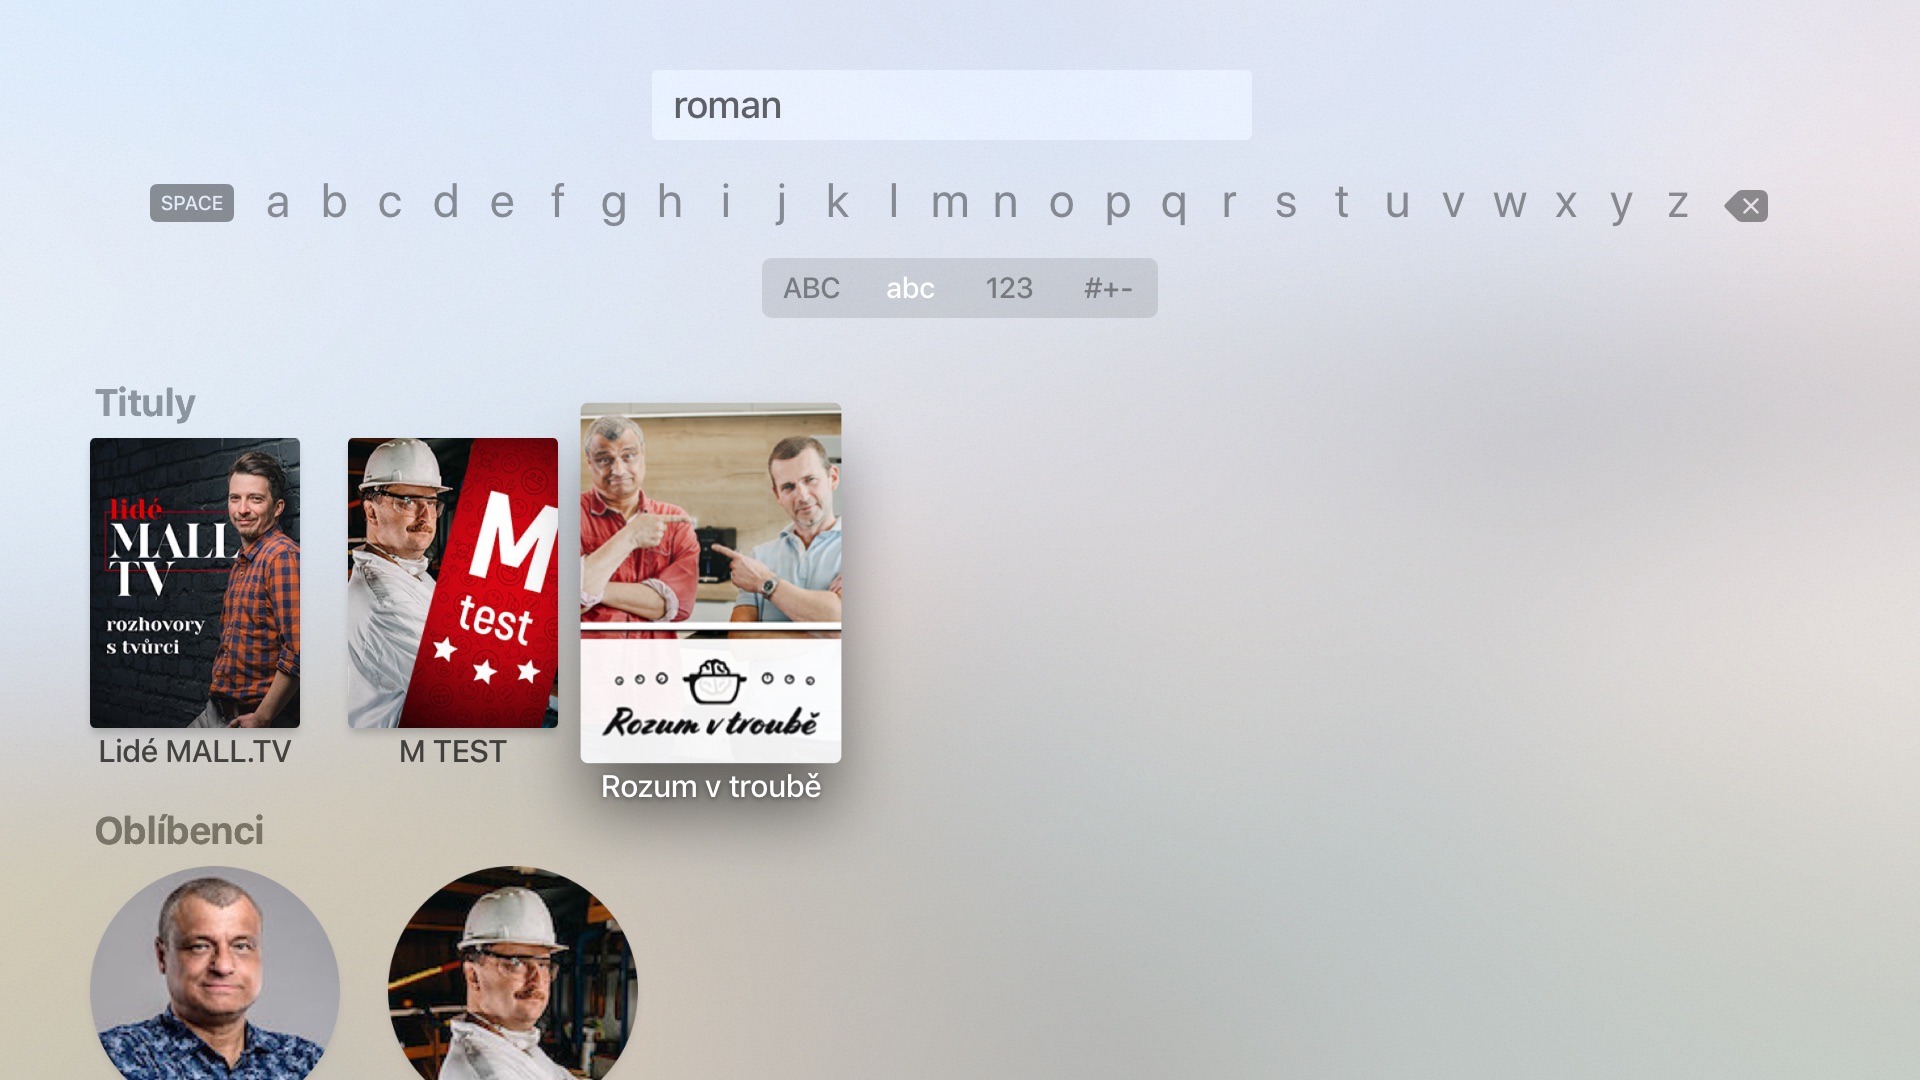 roman
SPACE a b c d e f g h i j k l m n o p q r s t u v w x y z
ABC abc 123 #+-
Tituly
lidé
MALL
TV
rozhovory
s tvůrci
M
test
Rozum v troubě
Lidé MALL.TV
M TEST
Rozum v troubě
Oblíbenci